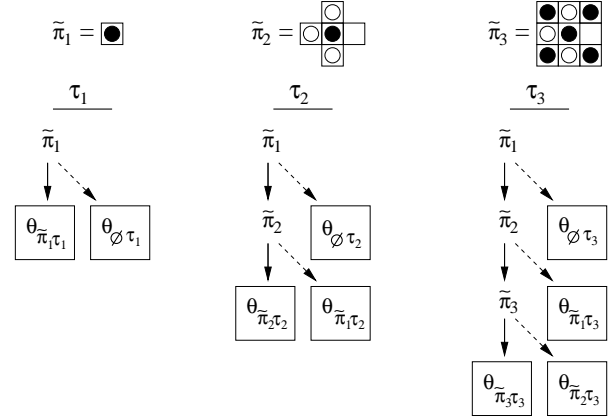 π̃₁ = π̃₂ = π̃₃ =
τ₁ τ₂ τ₃
π̃₁ π̃₁ π̃₁
θπ̃₁τ₁ θ∅τ₁ π̃₂ θ∅τ₂ π̃₂ θ∅τ₃
θπ̃₂τ₂ θπ̃₁τ₂ π̃₃ θπ̃₁τ₃
θπ̃₃τ₃ θπ̃₂τ₃